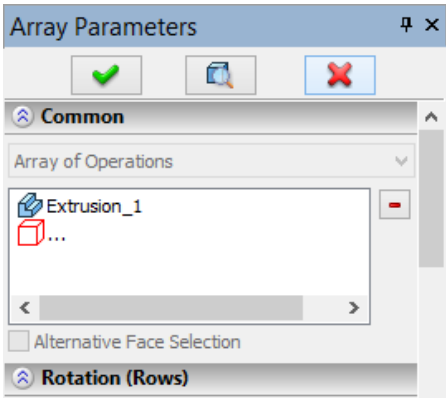 Array Parameters
Common
Array of Operations
Extrusion_1
...
Alternative Face Selection
Rotation (Rows)